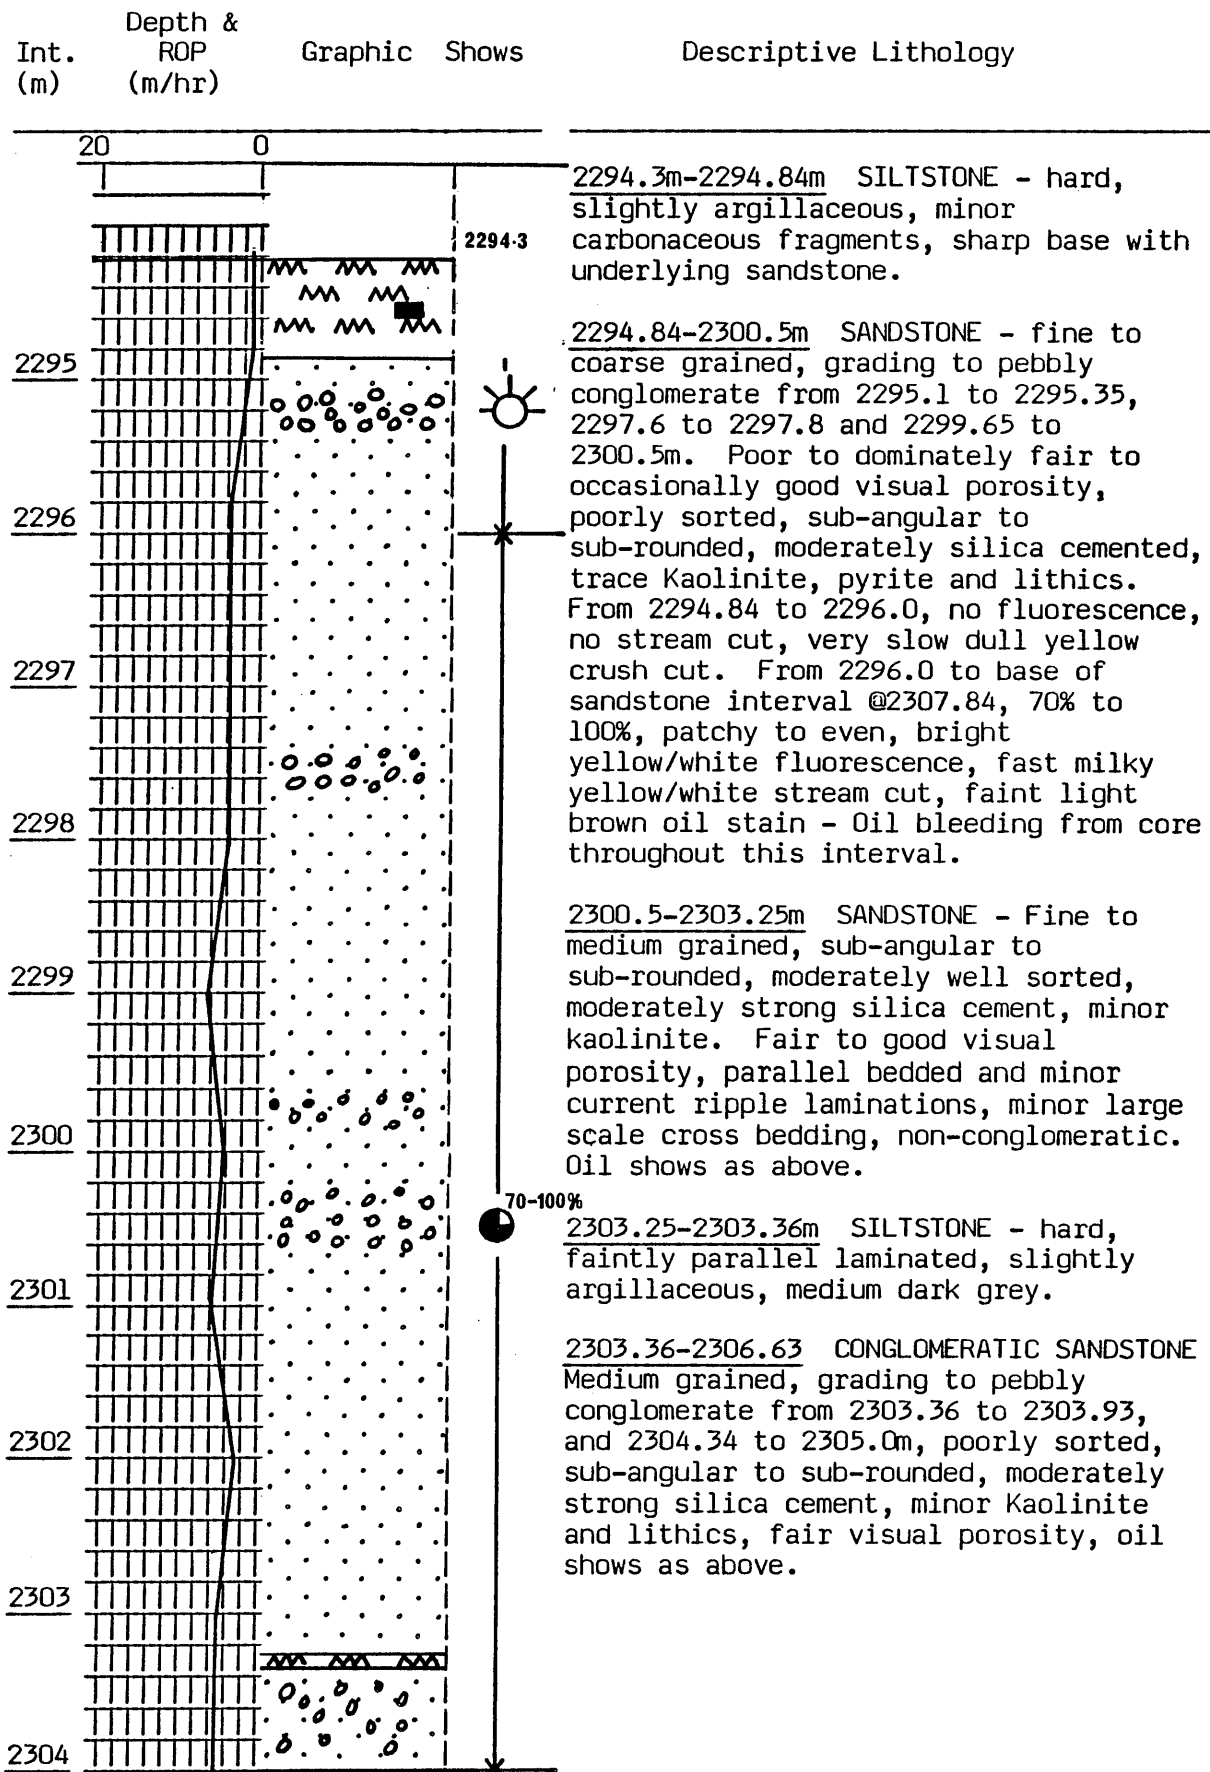 Depth &
Int. ROP Graphic Shows Descriptive Lithology
(m) (m/hr)
20 0
2294.3m-2294.84m SILTSTONE - hard,
slightly argillaceous, minor
carbonaceous fragments, sharp base with
underlying sandstone.
2294·3
2294.84-2300.5m SANDSTONE - fine to
coarse grained, grading to pebbly
conglomerate from 2295.1 to 2295.35,
2297.6 to 2297.8 and 2299.65 to
2300.5m. Poor to dominately fair to
occasionally good visual porosity,
poorly sorted, sub-angular to
sub-rounded, moderately silica cemented,
trace Kaolinite, pyrite and lithics.
From 2294.84 to 2296.0, no fluorescence,
no stream cut, very slow dull yellow
crush cut. From 2296.0 to base of
sandstone interval @2307.84, 70% to
100%, patchy to even, bright
yellow/white fluorescence, fast milky
yellow/white stream cut, faint light
brown oil stain - Oil bleeding from core
throughout this interval.
2300.5-2303.25m SANDSTONE - Fine to
medium grained, sub-angular to
sub-rounded, moderately well sorted,
moderately strong silica cement, minor
kaolinite. Fair to good visual
porosity, parallel bedded and minor
current ripple laminations, minor large
scale cross bedding, non-conglomeratic.
Oil shows as above.
70-100%
2303.25-2303.36m SILTSTONE - hard,
faintly parallel laminated, slightly
argillaceous, medium dark grey.
2303.36-2306.63 CONGLOMERATIC SANDSTONE
Medium grained, grading to pebbly
conglomerate from 2303.36 to 2303.93,
and 2304.34 to 2305.0m, poorly sorted,
sub-angular to sub-rounded, moderately
strong silica cement, minor Kaolinite
and lithics, fair visual porosity, oil
shows as above.
2295
2296
2297
2298
2299
2300
2301
2302
2303
2304